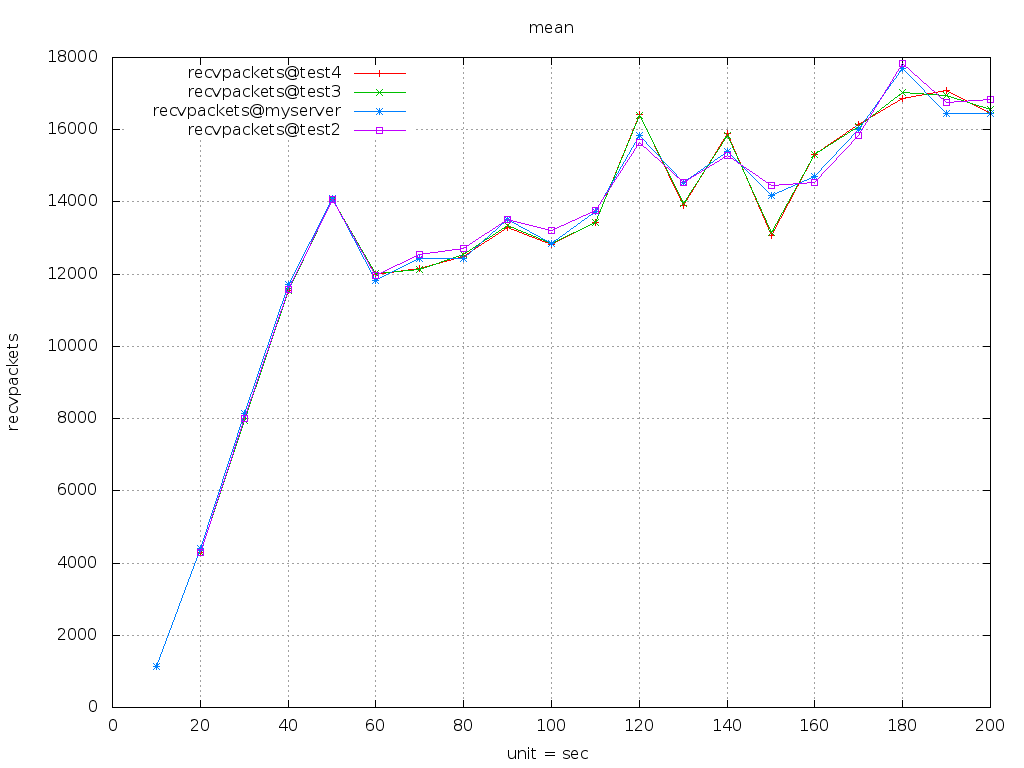 mean
18000
16000
14000
12000
10000
8000
6000
4000
2000
0
recvpackets@test4
recvpackets@test3
recvpackets@myserver
recvpackets@test2
recvpackets
0 20 40 60 80 100 120 140 160 180 200
unit = sec